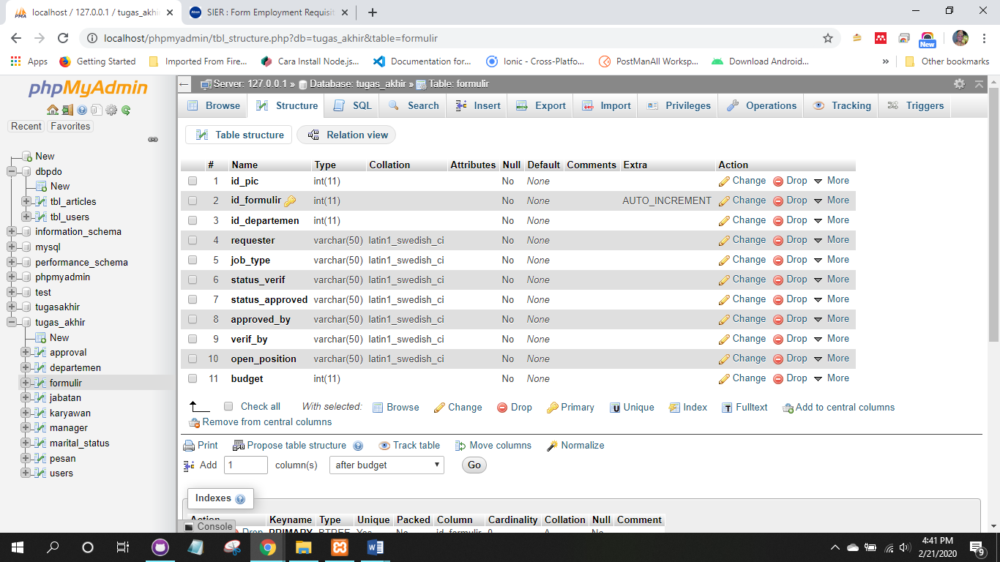 localhost / 127.0.0.1 / tugas_akhi
SIER : Form Employment Requisit
localhost/phpmyadmin/tbl_structure.php?db=tugas_akhir&table=formulir
New
Apps
Getting Started
Imported From Fire...
Cara Install Node.js...
Documentation for...
Ionic - Cross-Platfo...
PostManAll Worksp...
Download Android...
»
Other bookmarks
phpMyAdmin
Recent
Favorites
New
dbpdo
New
tbl_articles
tbl_users
information_schema
mysql
performance_schema
phpmyadmin
test
tugasakhir
tugas_akhir
New
approval
departemen
formulir
jabatan
karyawan
manager
marital_status
pesan
users
Server: 127.0.0.1 » Database: tugas_akhir » Table: formulir
Browse Structure SQL Search Insert Export Import Privileges Operations Tracking Triggers
Table structure Relation view
# Name Type Collation Attributes Null Default Comments Extra Action
1 id_pic int(11) No None Change Drop More
2 id_formulir int(11) No None AUTO_INCREMENT Change Drop More
3 id_departemen int(11) No None Change Drop More
4 requester varchar(50) latin1_swedish_ci No None Change Drop More
5 job_type varchar(50) latin1_swedish_ci No None Change Drop More
6 status_verif varchar(50) latin1_swedish_ci No None Change Drop More
7 status_approved varchar(50) latin1_swedish_ci No None Change Drop More
8 approved_by varchar(50) latin1_swedish_ci No None Change Drop More
9 verif_by varchar(50) latin1_swedish_ci No None Change Drop More
10 open_position varchar(50) latin1_swedish_ci No None Change Drop More
11 budget int(11) No None Change Drop More
Check all With selected: Browse Change Drop Primary Unique Index Fulltext Add to central columns
Remove from central columns
Print Propose table structure Track table Move columns Normalize
Add 1 column(s) after budget Go
Indexes
Action Keyname Type Unique Packed Column Cardinality Collation Null Comment
Drop PRIMARY BTREE Yes No id_formulir 0 A No
Console
4:41 PM
2/21/2020
9